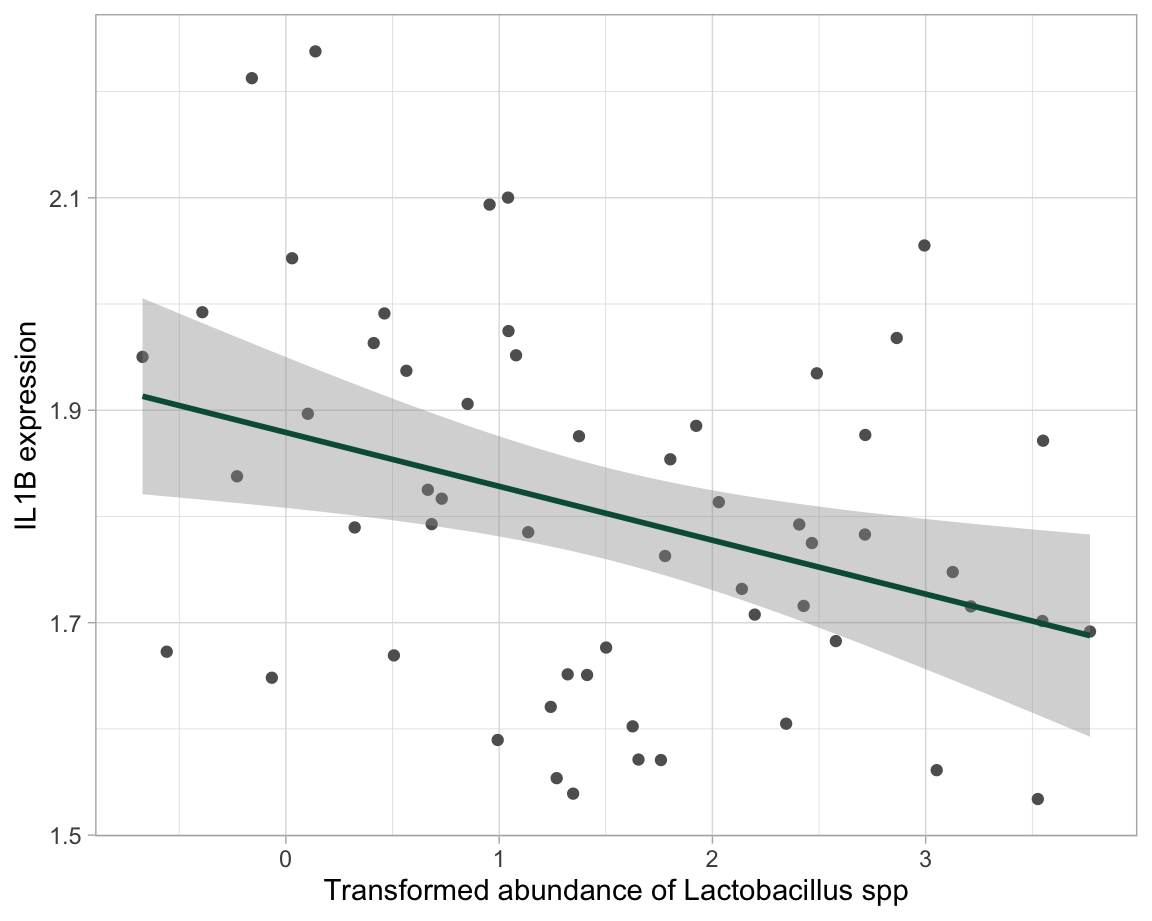 IL1B expression
2.1
1.9
1.7
1.5
0 1 2 3
Transformed abundance of Lactobacillus spp